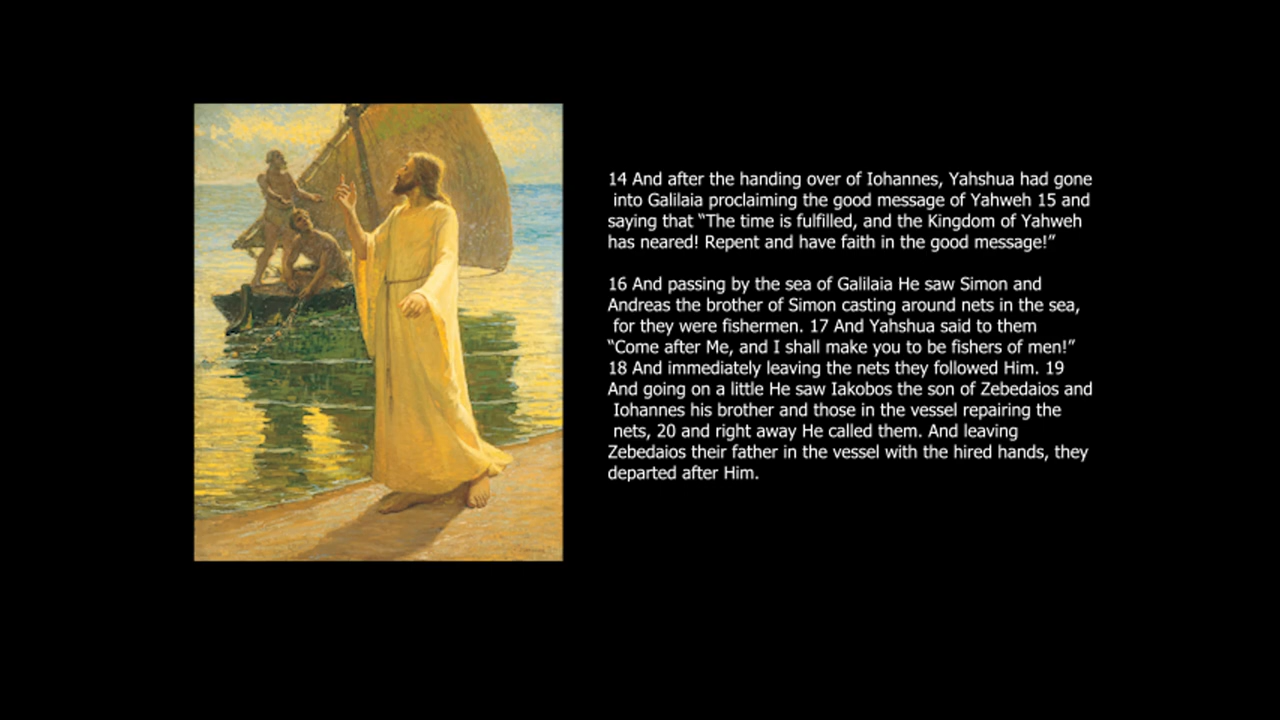 14 And after the handing over of Iohannes, Yahshua had gone
into Galilaia proclaiming the good message of Yahweh 15 and
saying that “The time is fulfilled, and the Kingdom of Yahweh
has neared! Repent and have faith in the good message!”
16 And passing by the sea of Galilaia He saw Simon and
Andreas the brother of Simon casting around nets in the sea,
for they were fishermen. 17 And Yahshua said to them
“Come after Me, and I shall make you to be fishers of men!”
18 And immediately leaving the nets they followed Him. 19
And going on a little He saw Iakobos the son of Zebedaios and
Iohannes his brother and those in the vessel repairing the
nets, 20 and right away He called them. And leaving
Zebedaios their father in the vessel with the hired hands, they
departed after Him.